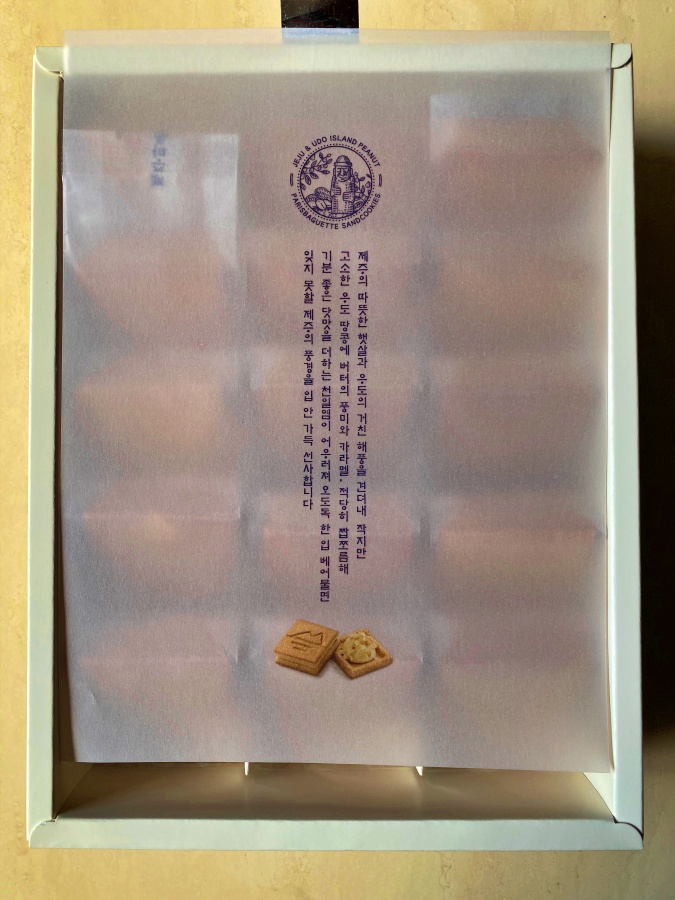 JEJU & UDO ISLAND PEANUT
PARISBAGUETTE SANDCOOKIES
제주의 따뜻한 햇살과 우도의 거친 해풍을 견뎌내 작지만
고소한 우도 땅콩에 버터의 풍미와 카라멜, 적당히 짭쪼름해
기분 좋은 단맛을 더하는 천일염이 어우러져 오도독 한 입 베어물면
잊지 못할 제주의 풍경을 입 안 가득 선사합니다